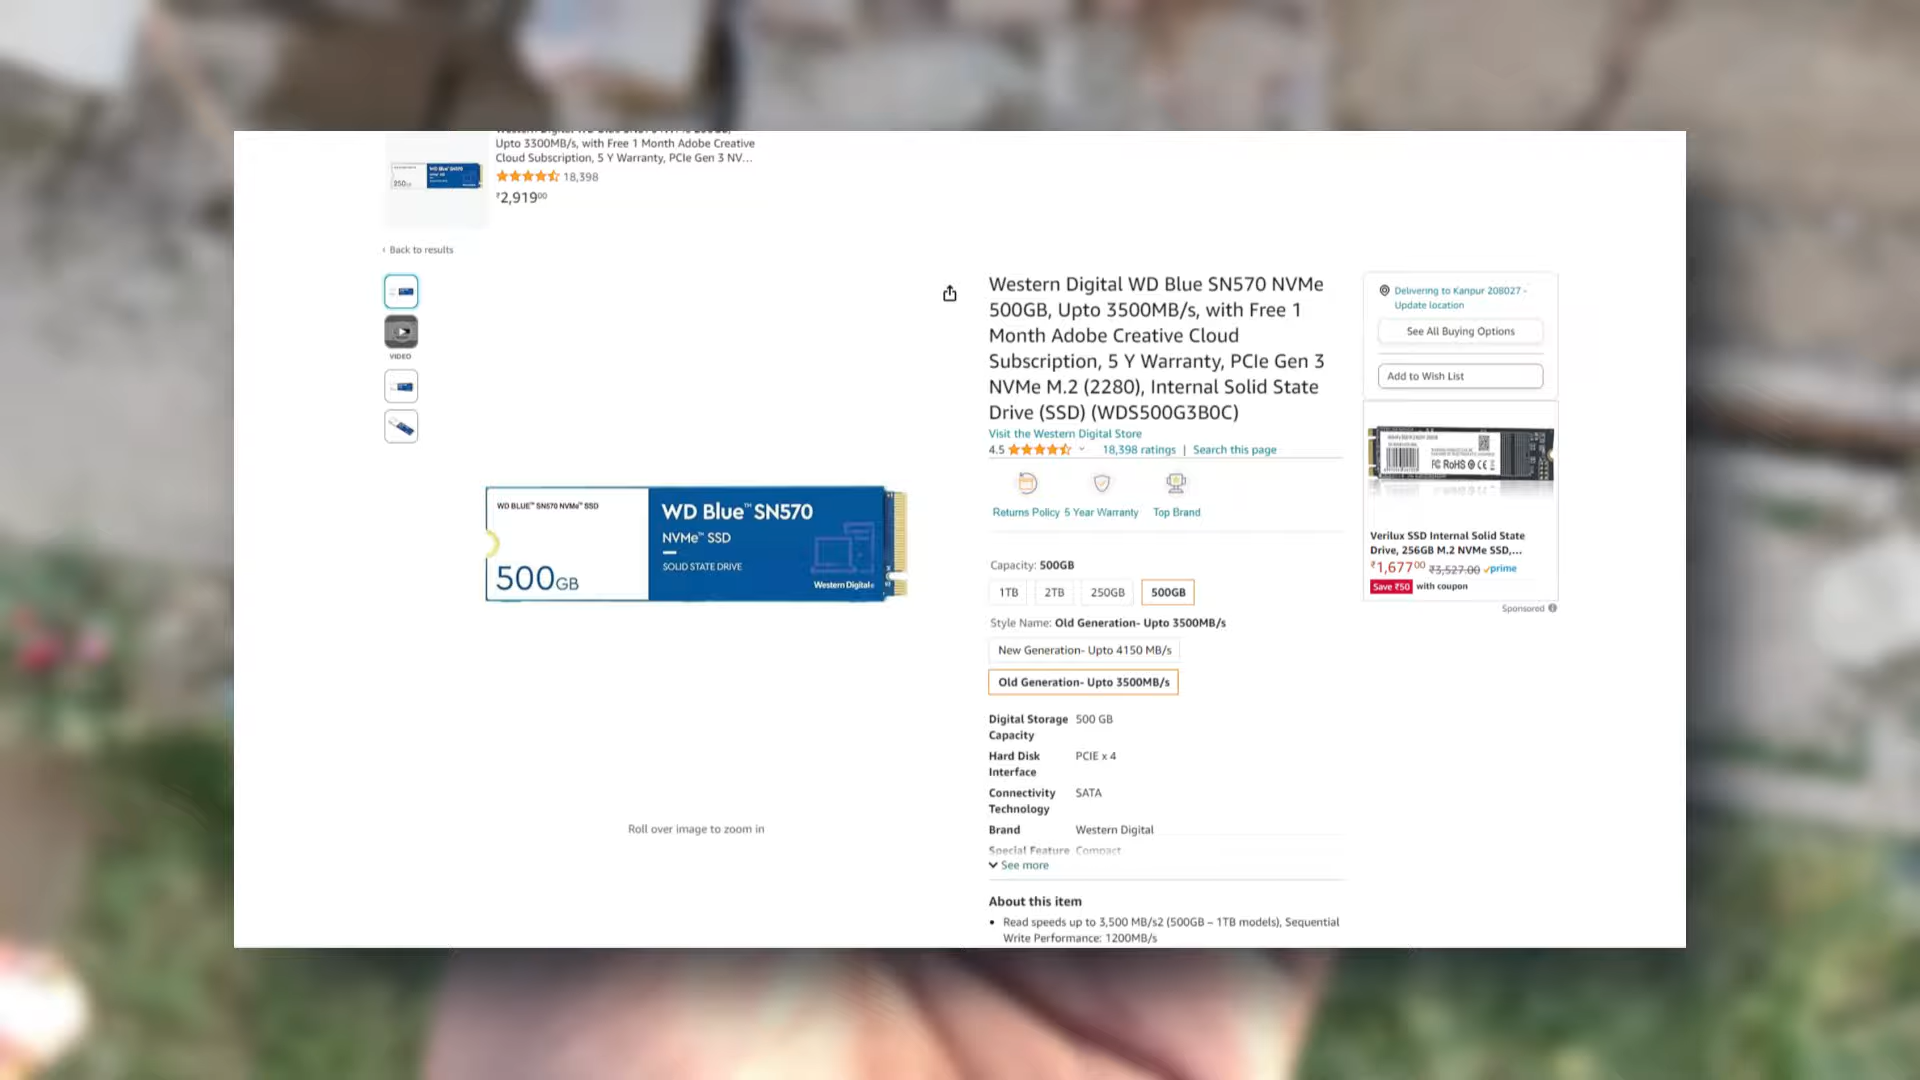 Upto 3300MB/s, with Free 1 Month Adobe Creative
Cloud Subscription, 5 Y Warranty, PCIe Gen 3 NV...
18,398
₹2,919⁰⁰
250GB
WD Blue SN570
‹ Back to results
VIDEO
WD BLUE™ SN570 NVMe™ SSD
500GB
WD Blue™ SN570
NVMe™ SSD
SOLID STATE DRIVE
Western Digital®
Roll over image to zoom in
Western Digital WD Blue SN570 NVMe
500GB, Upto 3500MB/s, with Free 1
Month Adobe Creative Cloud
Subscription, 5 Y Warranty, PCIe Gen 3
NVMe M.2 (2280), Internal Solid State
Drive (SSD) (WDS500G3B0C)
Visit the Western Digital Store
4.5 18,398 ratings | Search this page
Returns Policy 5 Year Warranty Top Brand
Capacity: 500GB
1TB 2TB 250GB 500GB
Style Name: Old Generation- Upto 3500MB/s
New Generation- Upto 4150 MB/s
Old Generation- Upto 3500MB/s
Digital Storage Capacity 500 GB
Hard Disk Interface PCIE x 4
Connectivity Technology SATA
Brand Western Digital
Special Feature Compact
See more
About this item
• Read speeds up to 3,500 MB/s2 (500GB – 1TB models), Sequential
Write Performance: 1200MB/s
Delivering to Kanpur 208027 -
Update location
See All Buying Options
Add to Wish List
FC RoHS CE
Verilux SSD Internal Solid State
Drive, 256GB M.2 NVMe SSD,...
₹1,677⁰⁰ ₹3,527.00 prime
Save ₹50 with coupon
Sponsored